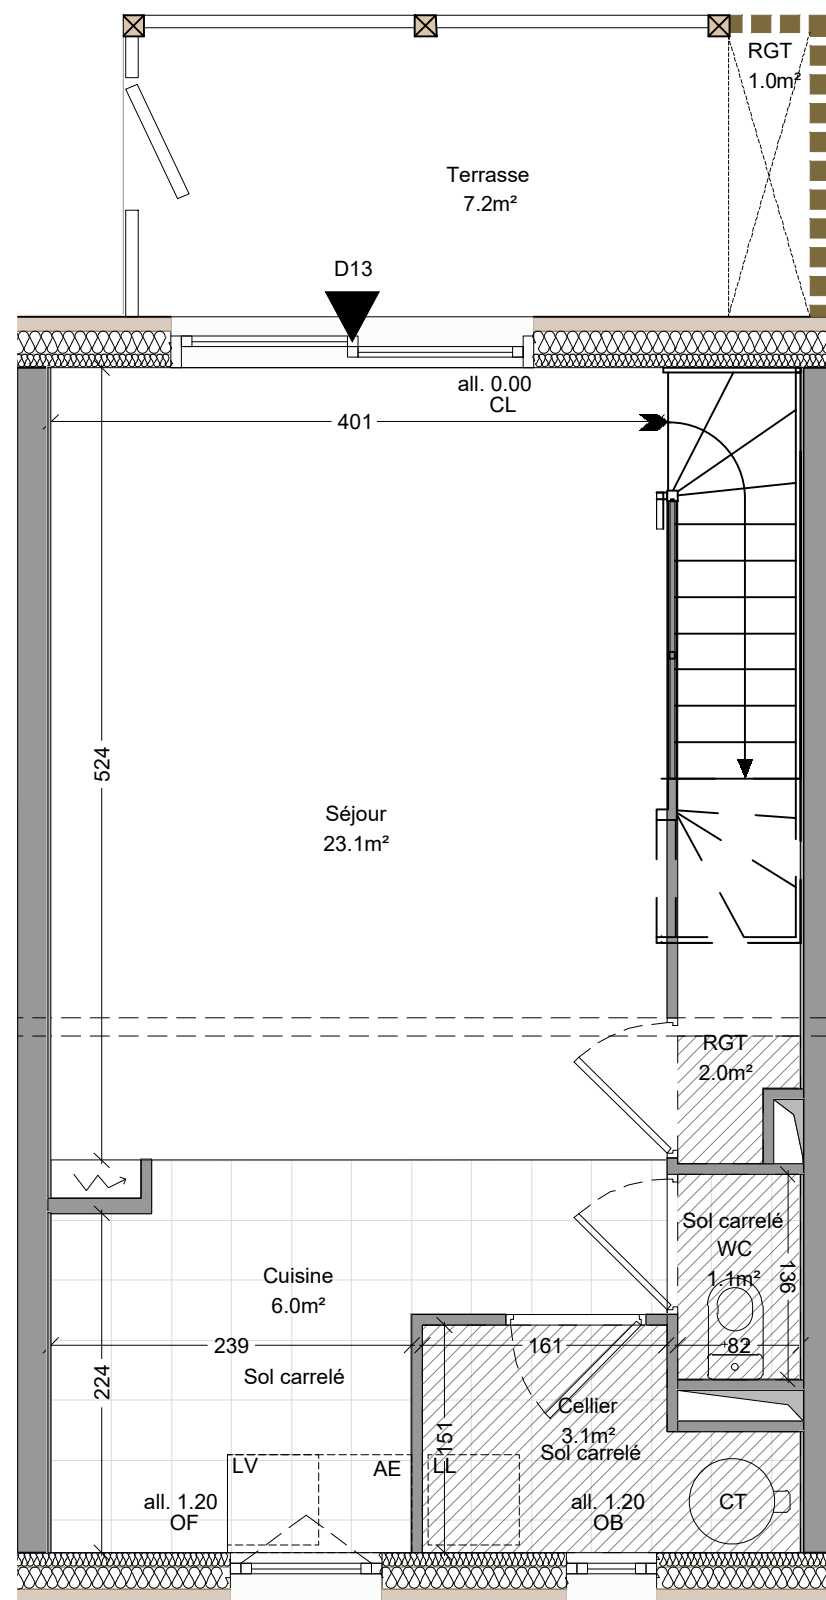 RGT
1.0m²
Terrasse
7.2m²
D13
all. 0.00
CL
401
524
Séjour
23.1m²
RGT
2.0m²
Sol carrelé
WC
1.1m²
136
Cuisine
6.0m²
239
161
82
Sol carrelé
224
Cellier
3.1m²
151
Sol carrelé
LV
AE
LL
all. 1.20
OF
all. 1.20
OB
CT